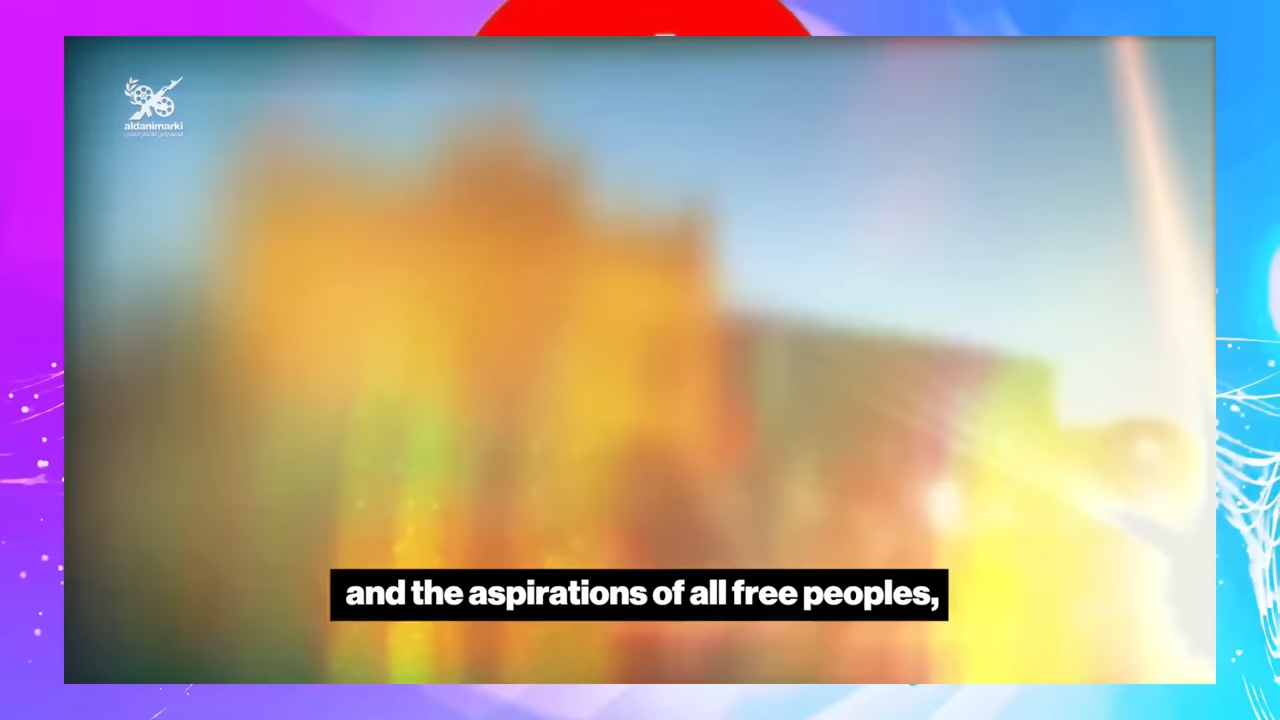 aldanimarki
and the aspirations of all free peoples,